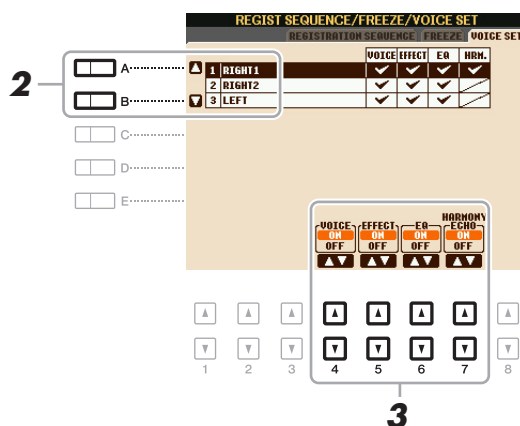 REGIST SEQUENCE/FREEZE/VOICE SET
REGISTRATION SEQUENCE FREEZE VOICE SET
VOICE EFFECT EQ HRM.
1 RIGHT1
2 RIGHT2
3 LEFT
2
A
B
C
D
E
VOICE EFFECT EQ HARMONY ECHO
ON ON ON ON
OFF OFF OFF OFF
1 2 3 4 5 6 7 8
3